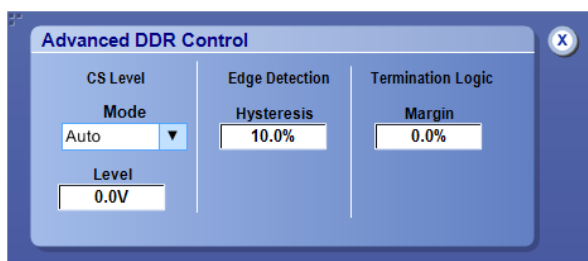 Advanced DDR Control
X
CS Level
Mode
Auto
Level
0.0V
Edge Detection
Hysteresis
10.0%
Termination Logic
Margin
0.0%